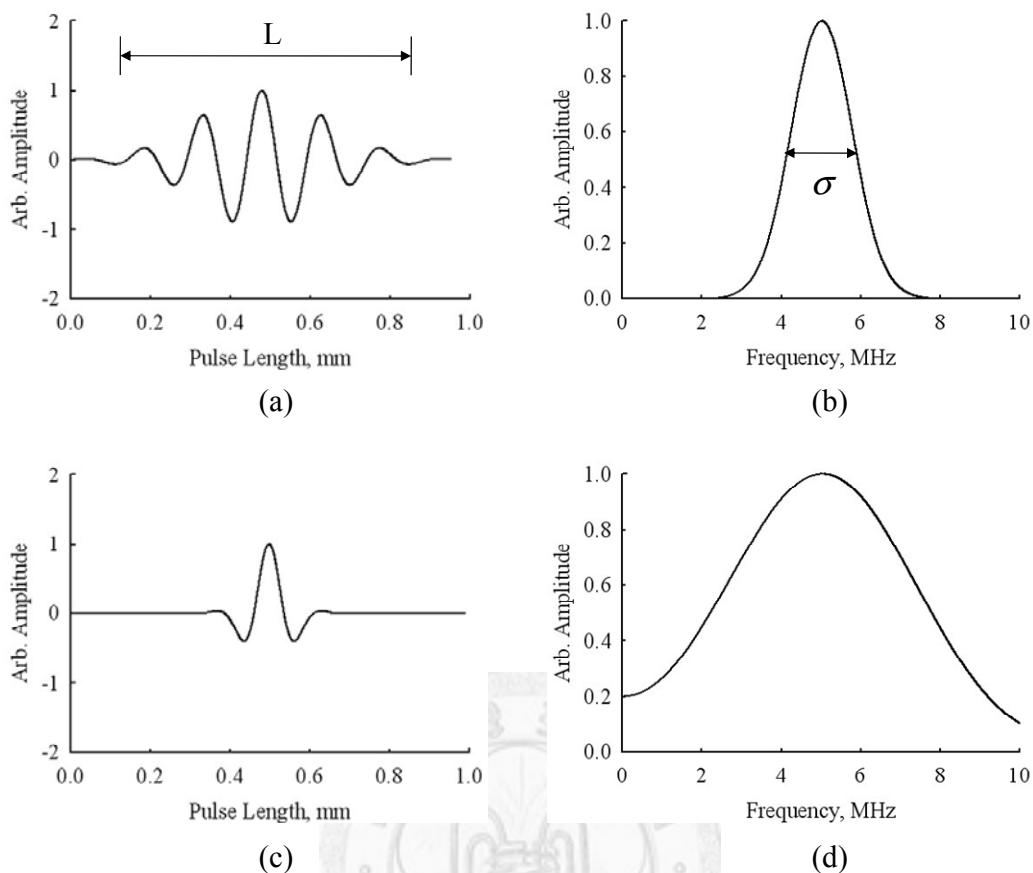 L
2
1
0
-1
-2
Arb. Amplitude
0.0 0.2 0.4 0.6 0.8 1.0
Pulse Length, mm
(a)
1.0
0.8
0.6
0.4
0.2
0.0
Arb. Amplitude
σ
0 2 4 6 8 10
Frequency, MHz
(b)
2
1
0
-1
-2
Arb. Amplitude
0.0 0.2 0.4 0.6 0.8 1.0
Pulse Length, mm
(c)
1.0
0.8
0.6
0.4
0.2
0.0
Arb. Amplitude
0 2 4 6 8 10
Frequency, MHz
(d)